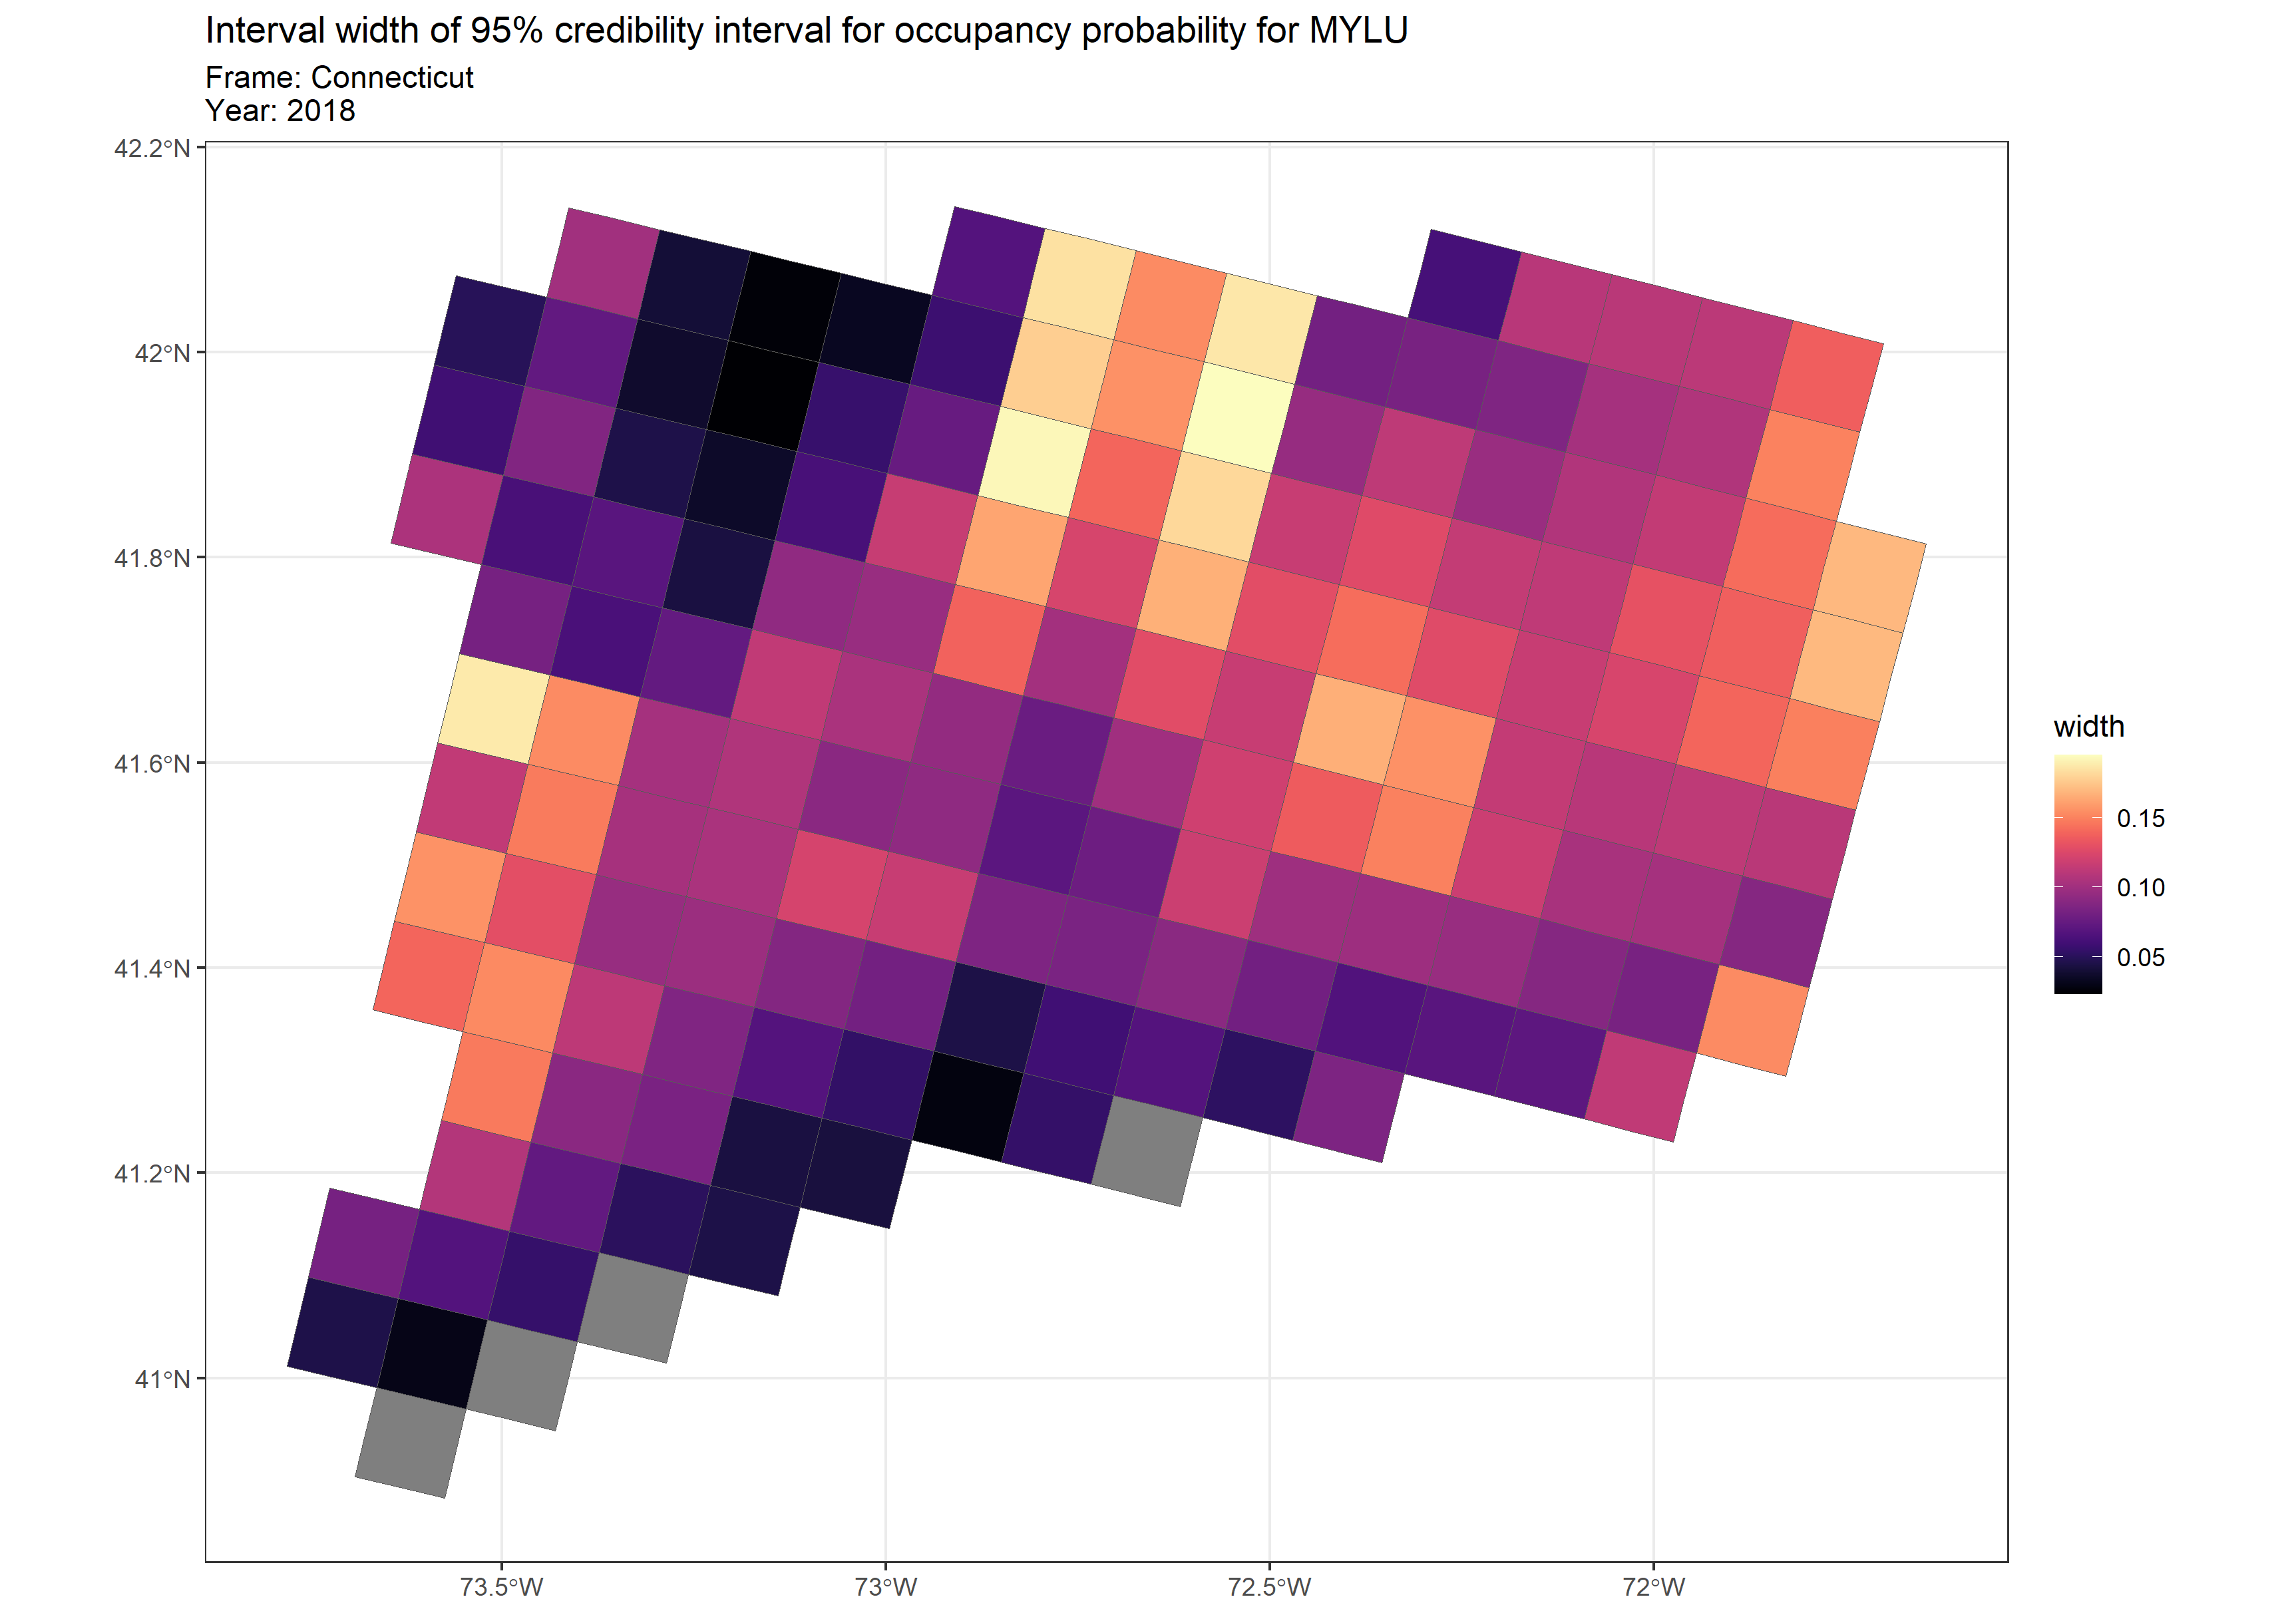 Interval width of 95% credibility interval for occupancy probability for MYLU
Frame: Connecticut
Year: 2018
42.2°N
42°N
41.8°N
41.6°N
41.4°N
41.2°N
41°N
73.5°W
73°W
72.5°W
72°W
width
0.15
0.10
0.05